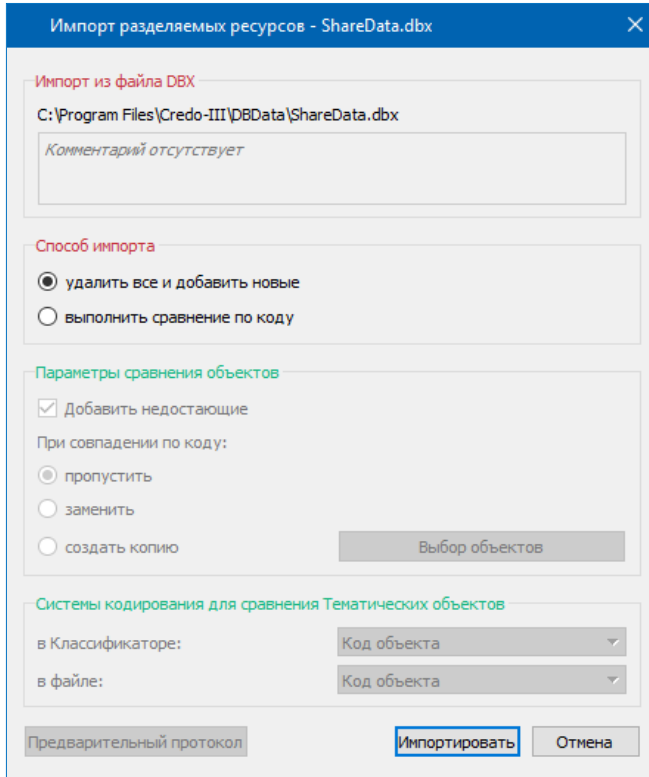 Импорт разделяемых ресурсов - ShareData.dbx
Импорт из файла DBX
C:\Program Files\Credo-III\DBData\ShareData.dbx
Комментарий отсутствует
Способ импорта
удалить все и добавить новые
выполнить сравнение по коду
Параметры сравнения объектов
Добавить недостающие
При совпадении по коду:
пропустить
заменить
создать копию
Выбор объектов
Системы кодирования для сравнения Тематических объектов
в Классификаторе:
Код объекта
в файле:
Код объекта
Предварительный протокол
Импортировать
Отмена